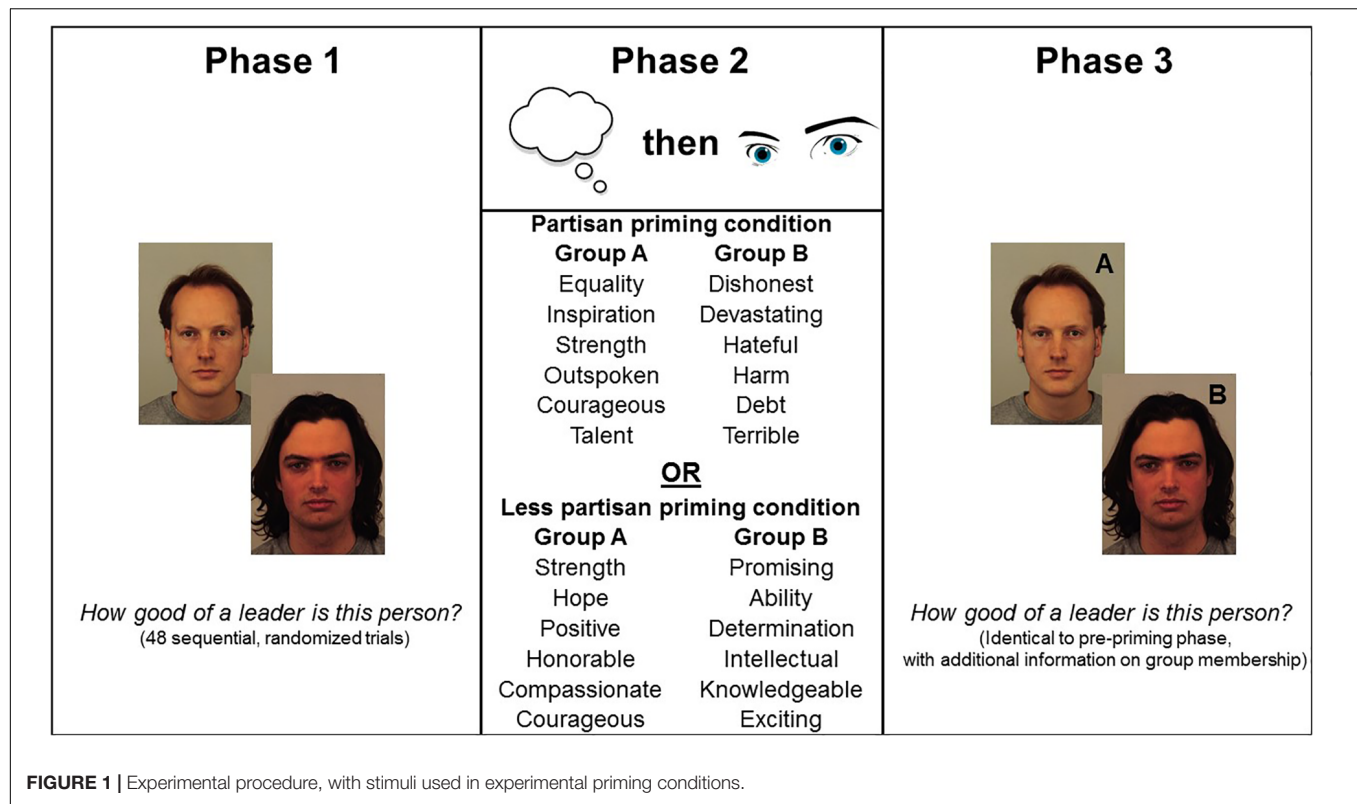 Phase 1
How good of a leader is this person?
(48 sequential, randomized trials)
Phase 2
then
Partisan priming condition
Group A Group B
Equality Dishonest
Inspiration Devastating
Strength Hateful
Outspoken Harm
Courageous Debt
Talent Terrible
OR
Less partisan priming condition
Group A Group B
Strength Promising
Hope Ability
Positive Determination
Honorable Intellectual
Compassionate Knowledgeable
Courageous Exciting
Phase 3
A
B
How good of a leader is this person?
(Identical to pre-priming phase,
with additional information on group membership)
FIGURE 1 | Experimental procedure, with stimuli used in experimental priming conditions.